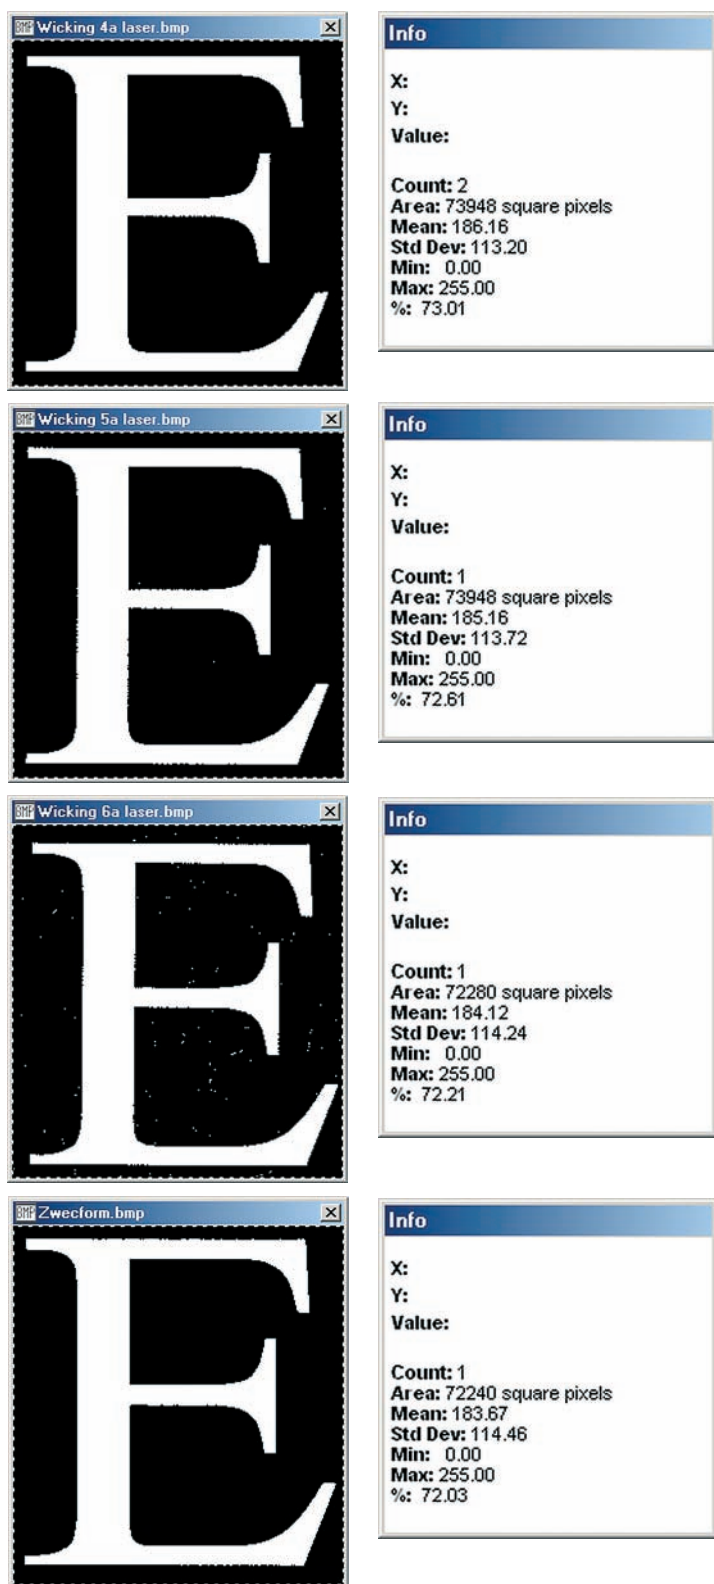 Wicking 4a laser.bmp
E
Info
X:
Y:
Value:
Count: 2
Area: 73948 square pixels
Mean: 186.16
Std Dev: 113.20
Min: 0.00
Max: 255.00
%: 73.01
Wicking 5a laser.bmp
E
Info
X:
Y:
Value:
Count: 1
Area: 73948 square pixels
Mean: 185.16
Std Dev: 113.72
Min: 0.00
Max: 255.00
%: 72.61
Wicking 6a laser.bmp
E
Info
X:
Y:
Value:
Count: 1
Area: 72280 square pixels
Mean: 184.12
Std Dev: 114.24
Min: 0.00
Max: 255.00
%: 72.21
Zwecform.bmp
E
Info
X:
Y:
Value:
Count: 1
Area: 72240 square pixels
Mean: 183.67
Std Dev: 114.46
Min: 0.00
Max: 255.00
%: 72.03